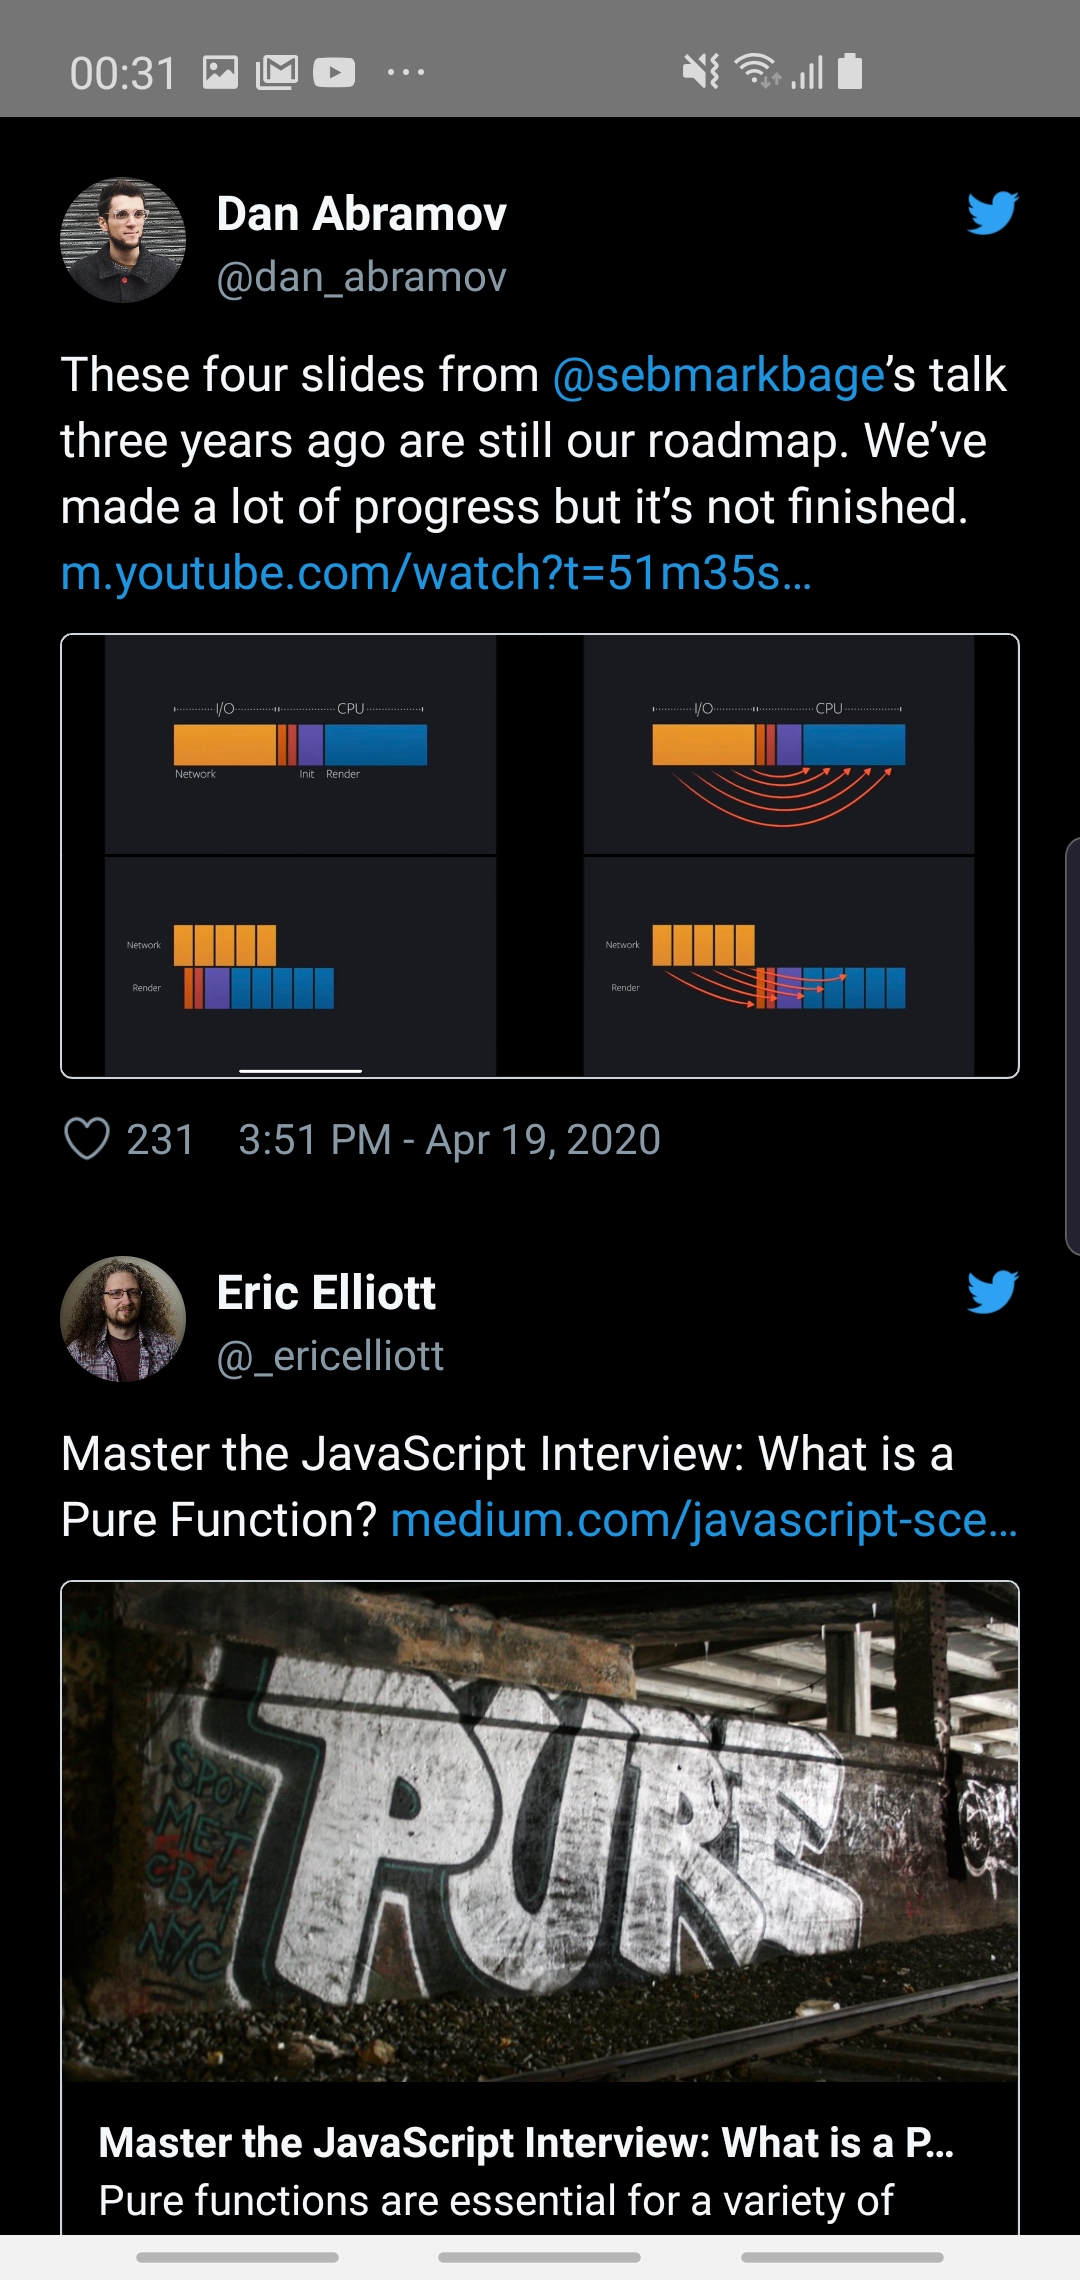 00:31
Dan Abramov
@dan_abramov
These four slides from @sebmarkbage’s talk
three years ago are still our roadmap. We’ve
made a lot of progress but it’s not finished.
m.youtube.com/watch?t=51m35s…
I/O CPU
Network Init Render
I/O CPU
Network
Render
Network
Render
231 3:51 PM - Apr 19, 2020
Eric Elliott
@_ericelliott
Master the JavaScript Interview: What is a
Pure Function? medium.com/javascript-sce…
PURE
SPOT
MET
CBM
NYC
Master the JavaScript Interview: What is a P…
Pure functions are essential for a variety of